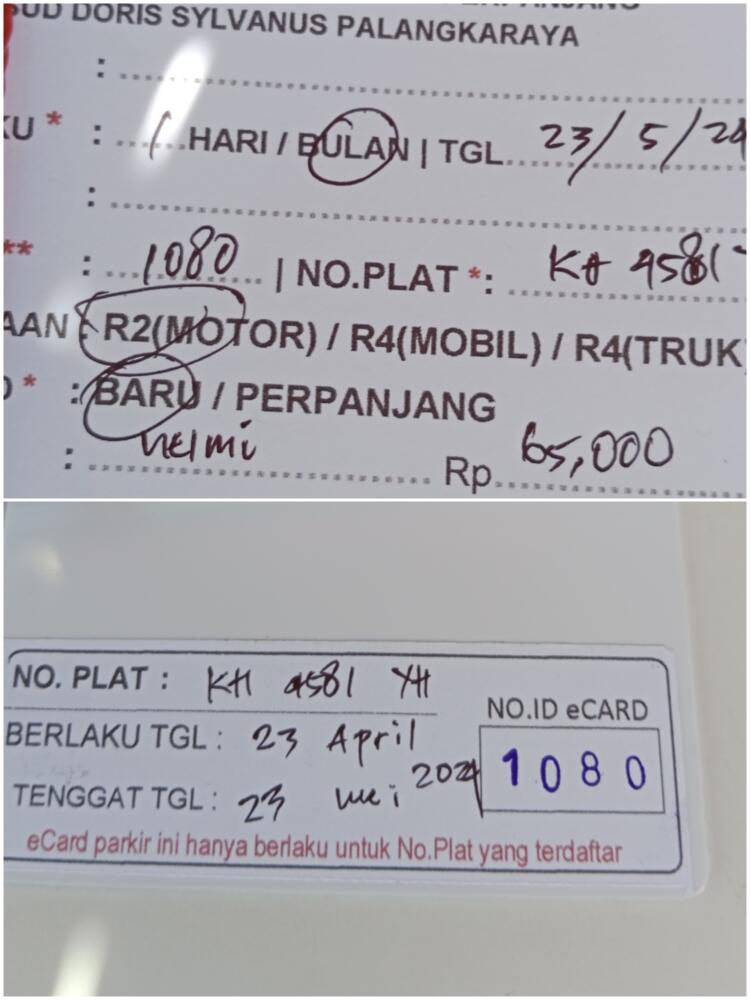 SUD DORIS SYLVANUS PALANGKARAYA
: ........
KU * : 1 HARI / BULAN | TGL. 23/5/24
: ........
** : 1080 | NO.PLAT *: KH 9581
AAN : R2(MOTOR) / R4(MOBIL) / R4(TRUK
* : BARU / PERPANJANG
: helmi Rp. 65,000
NO. PLAT : KH 9581 YH
BERLAKU TGL : 23 April
TENGGAT TGL : 23 mei 2024
NO.ID eCARD
1080
eCard parkir ini hanya berlaku untuk No.Plat yang terdaftar